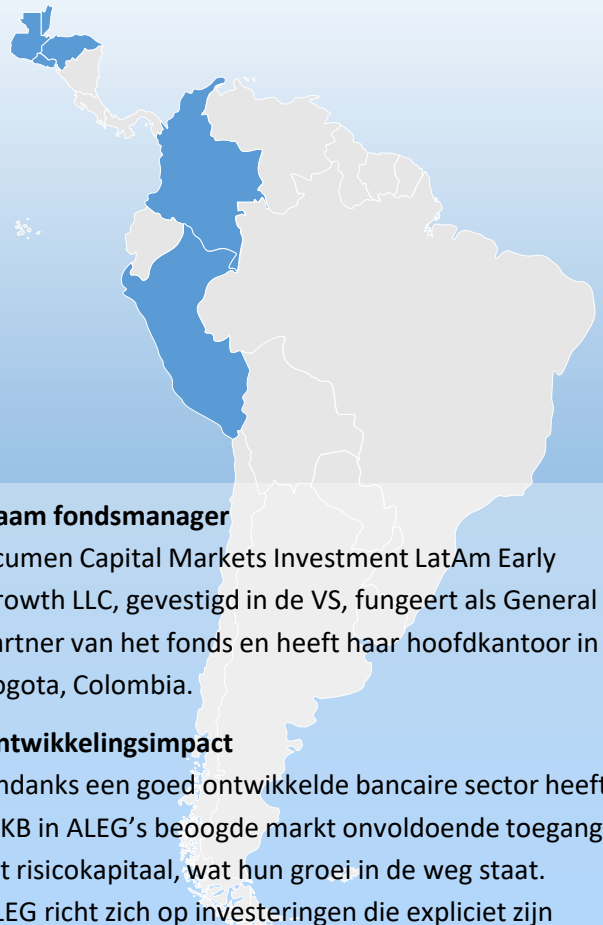 aam fondsmanager
cumen Capital Markets Investment LatAm Early
rowth LLC, gevestigd in de VS, fungeert als General
artner van het fonds en heeft haar hoofdkantoor in
ogota, Colombia.
ntwikkelingsimpact
ndanks een goed ontwikkelde bancaire sector heeft
KB in ALEG's beoogde markt onvoldoende toegang
t risicokapitaal, wat hun groei in de weg staat.
LEG richt zich op investeringen die expliciet zijn